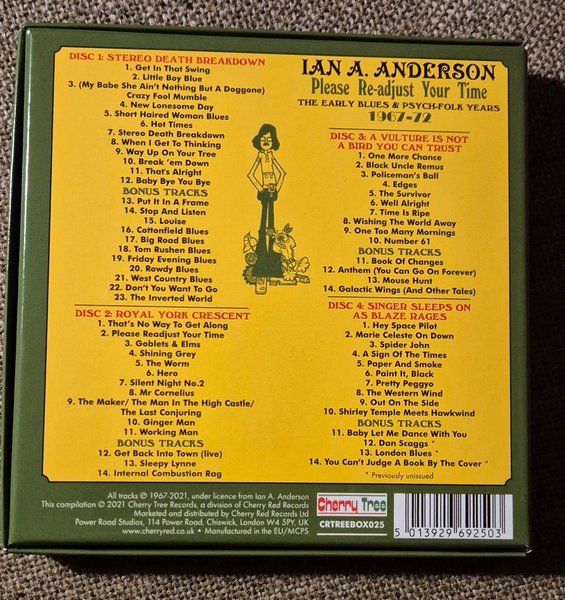 DISC 1: STEREO DEATH BREAKDOWN
1. Get In That Swing
2. Little Boy Blue
3. (My Babe She Ain't Nothing But A Doggone)
Crazy Fool Mumble
4. New Lonesome Day
5. Short Haired Woman Blues
6. Hot Times
7. Stereo Death Breakdown
8. When I Get To Thinking
9. Way Up On Your Tree
10. Break 'em Down
11. That's Alright
12. Baby Bye You Bye
BONUS TRACKS
13. Put It In A Frame
14. Stop And Listen
15. Louise
16. Cottonfield Blues
17. Big Road Blues
18. Tom Rushen Blues
19. Friday Evening Blues
20. Rowdy Blues
21. West Country Blues
22. Don't You Want To Go
23. The Inverted World
DISC 2: ROYAL YORK CRESCENT
1. That's No Way To Get Along
2. Please Readjust Your Time
3. Goblets & Elms
4. Shining Grey
5. The Worm
6. Hero
7. Silent Night No.2
8. Mr Cornelius
9. The Maker/ The Man In The High Castle/
The Last Conjuring
10. Ginger Man
11. Working Man
BONUS TRACKS
12. Get Back Into Town (live)
13. Sleepy Lynne
14. Internal Combustion Rag
IAN A. ANDERSON
Please Re-adjust Your Time
THE EARLY BLUES & PSYCH-FOLK YEARS
1967-72
DISC 3: A VULTURE IS NOT
A BIRD YOU CAN TRUST
1. One More Chance
2. Black Uncle Remus
3. Policeman's Ball
4. Edges
5. The Survivor
6. Well Alright
7. Time Is Ripe
8. Wishing The World Away
9. One Too Many Mornings
10. Number 61
BONUS TRACKS
11. Book Of Changes
12. Anthem (You Can Go On Forever)
13. Mouse Hunt
14. Galactic Wings (And Other Tales)
DISC 4: SINGER SLEEPS ON
AS BLAZE RAGES
1. Hey Space Pilot
2. Marie Celeste On Down
3. Spider John
4. A Sign Of The Times
5. Paper And Smoke
6. Paint It, Black
7. Pretty Peggyo
8. The Western Wind
9. Out On The Side
10. Shirley Temple Meets Hawkwind
BONUS TRACKS
11. Baby Let Me Dance With You
12. Dan Scaggs *
13. London Blues *
14. You Can't Judge A Book By The Cover *
* Previously unissued
All tracks ℗ 1967-2021, under licence from Ian A. Anderson
This compilation © 2021 Cherry Tree Records, a division of Cherry Red Records
Marketed and distributed by Cherry Red Records Ltd
Power Road Studios, 114 Power Road, Chiswick, London W4 5PY, UK
www.cherryred.co.uk • Manufactured in the EU/MCPS
Cherry Tree
CRTREEBOX025
5 013929 692503